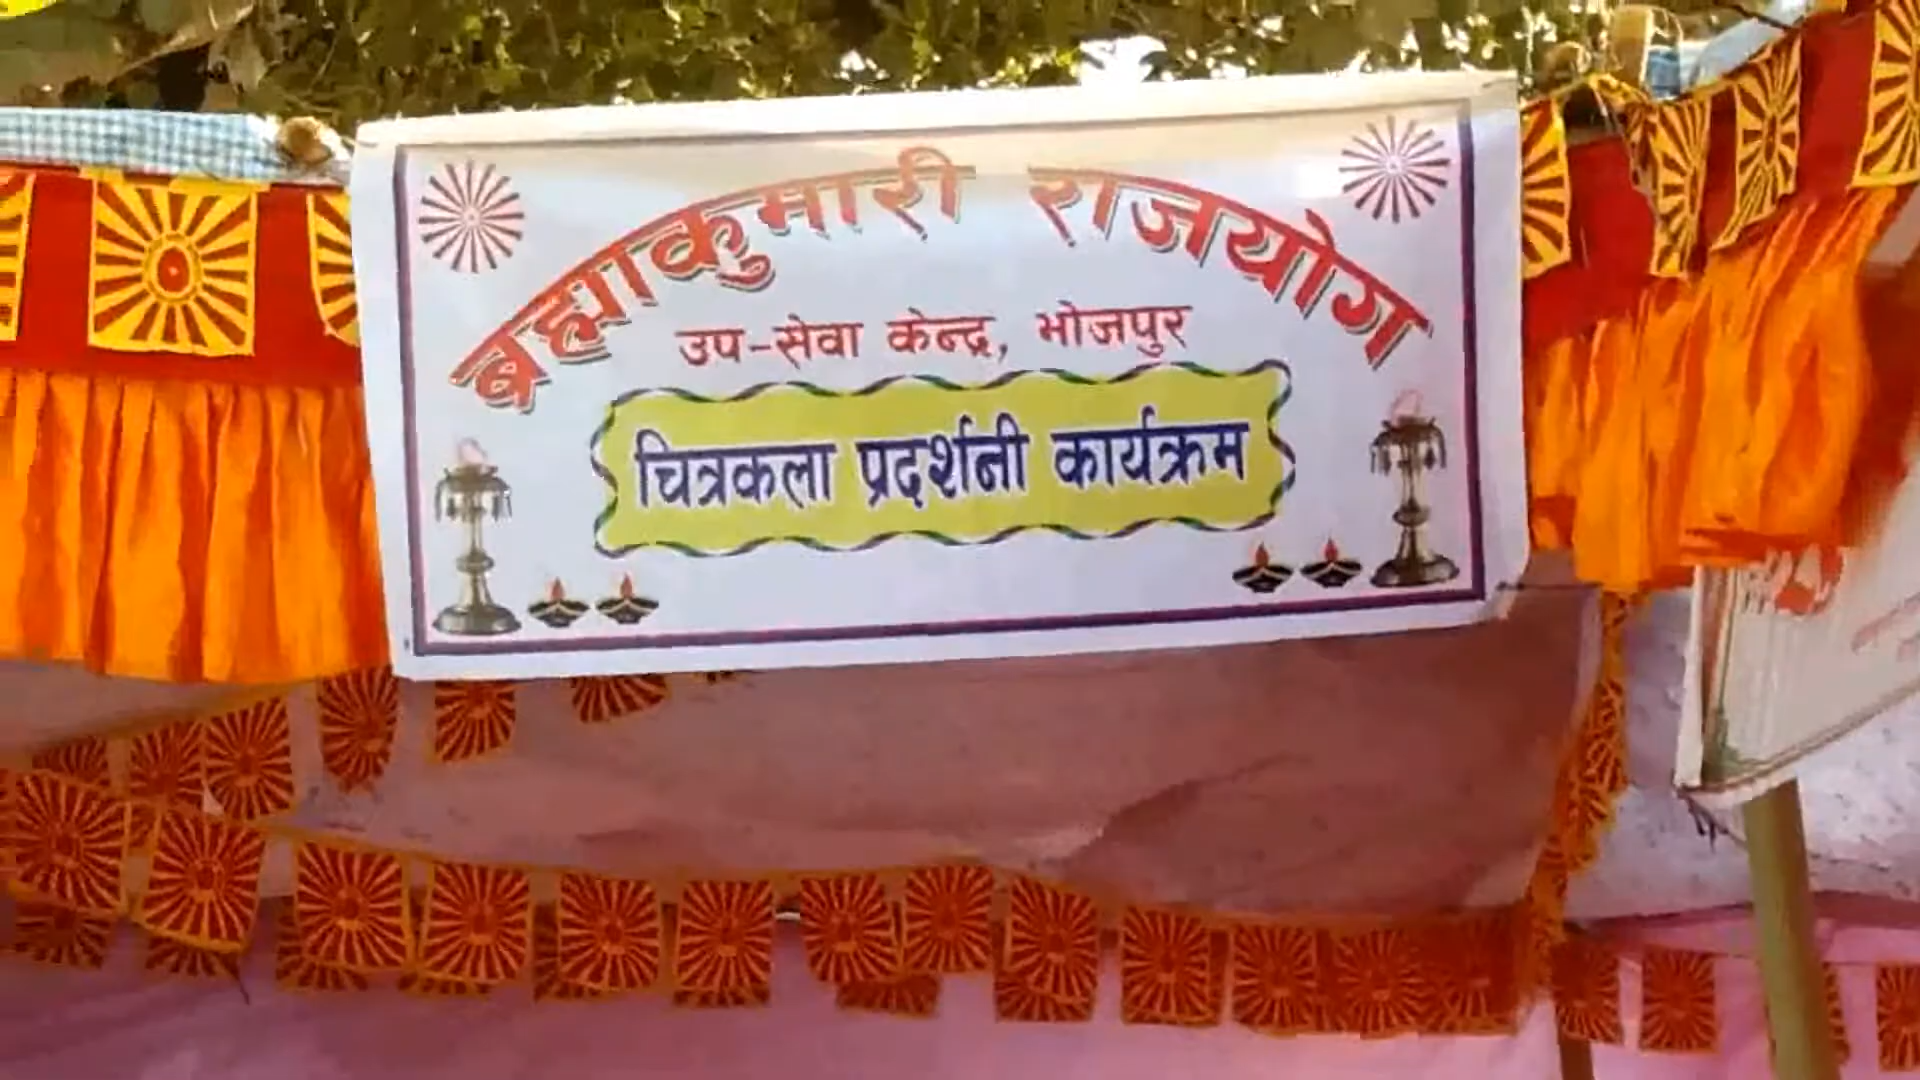 ब्रह्माकुमारी राजयोग
उप-सेवा केन्द्र, भोजपुर
चित्रकला प्रदर्शनी कार्यक्रम